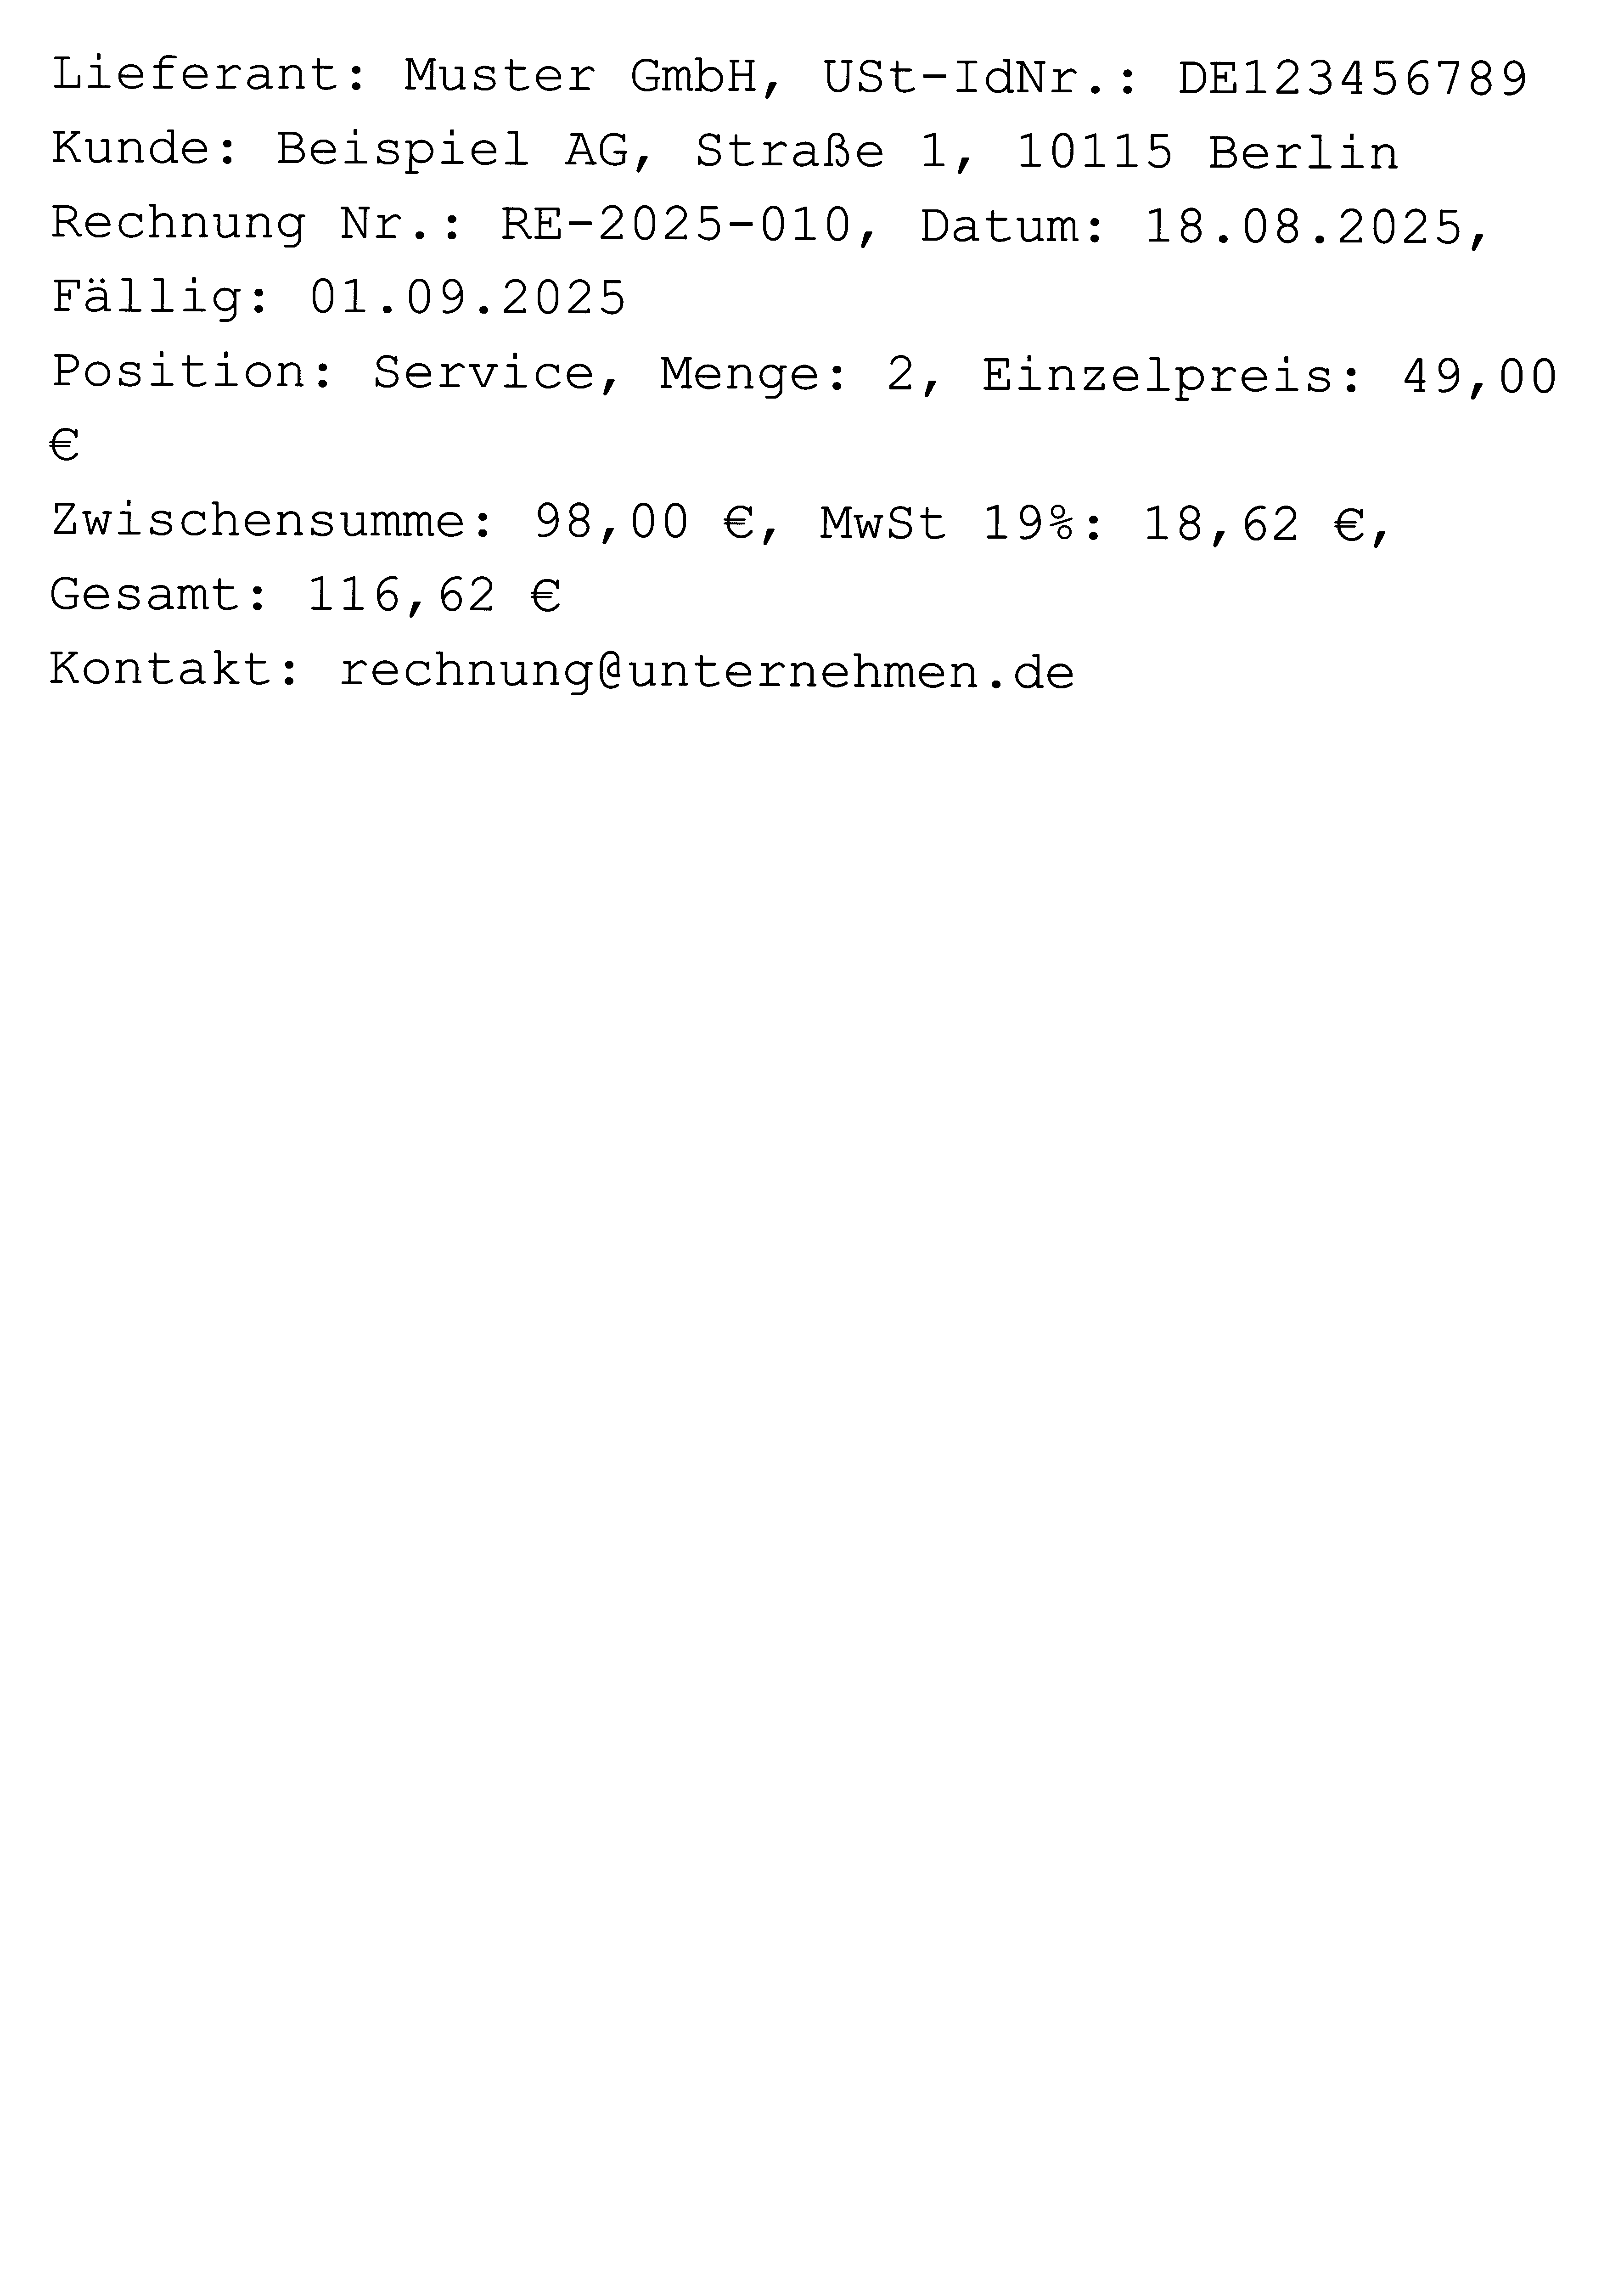 Lieferant: Muster GmbH, USt-IdNr.: DE123456789
Kunde: Beispiel AG, Straße 1, 10115 Berlin
Rechnung Nr.: RE-2025-010, Datum: 18.08.2025,
Fällig: 01.09.2025
Position: Service, Menge: 2, Einzelpreis: 49,00
€
Zwischensumme: 98,00 €, MwSt 19%: 18,62 €,
Gesamt: 116,62 €
Kontakt: rechnung@unternehmen.de